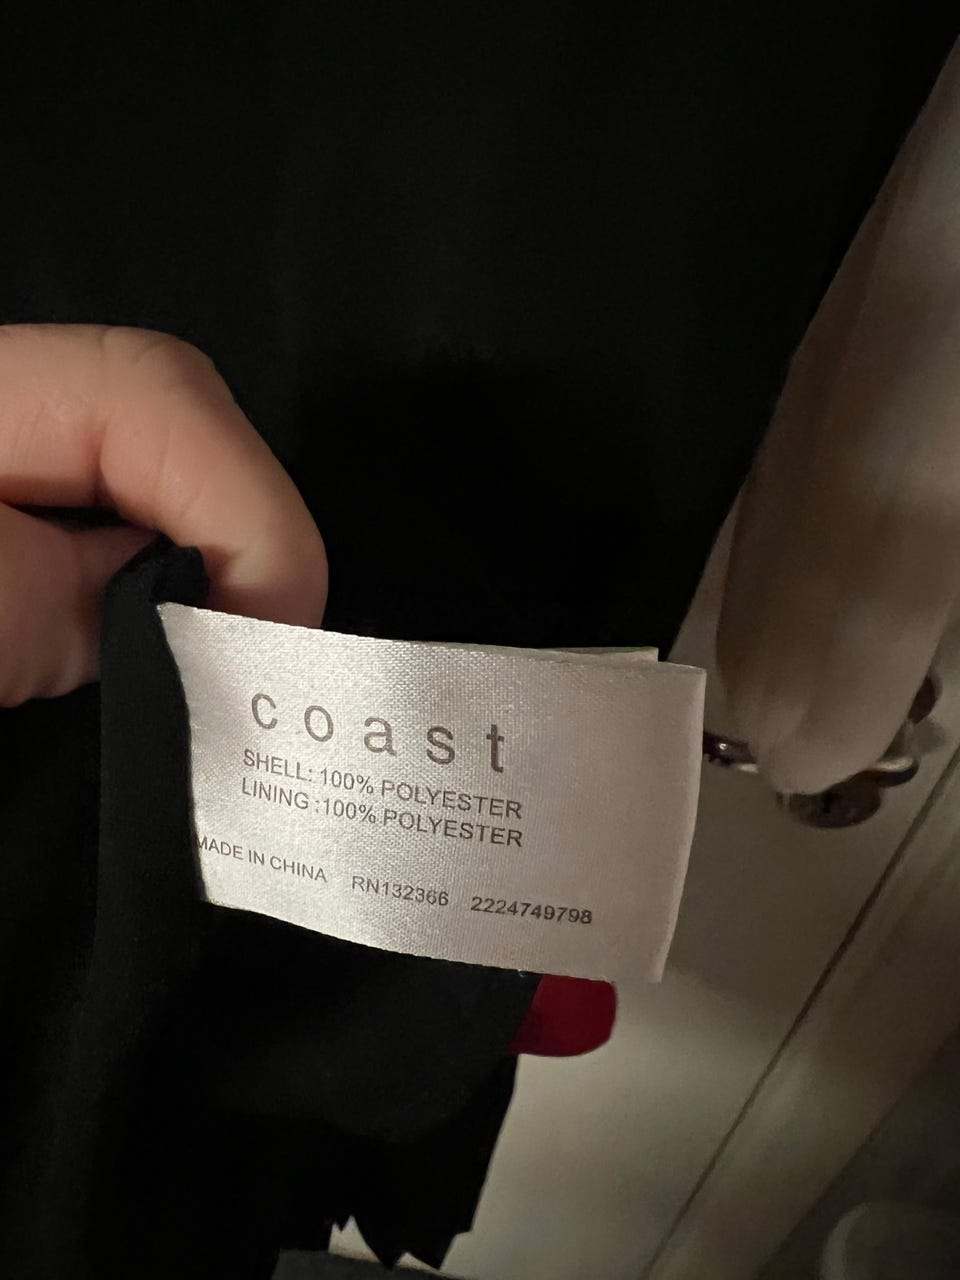 coast
SHELL: 100% POLYESTER
LINING :100% POLYESTER
MADE IN CHINA RN132366 2224749798